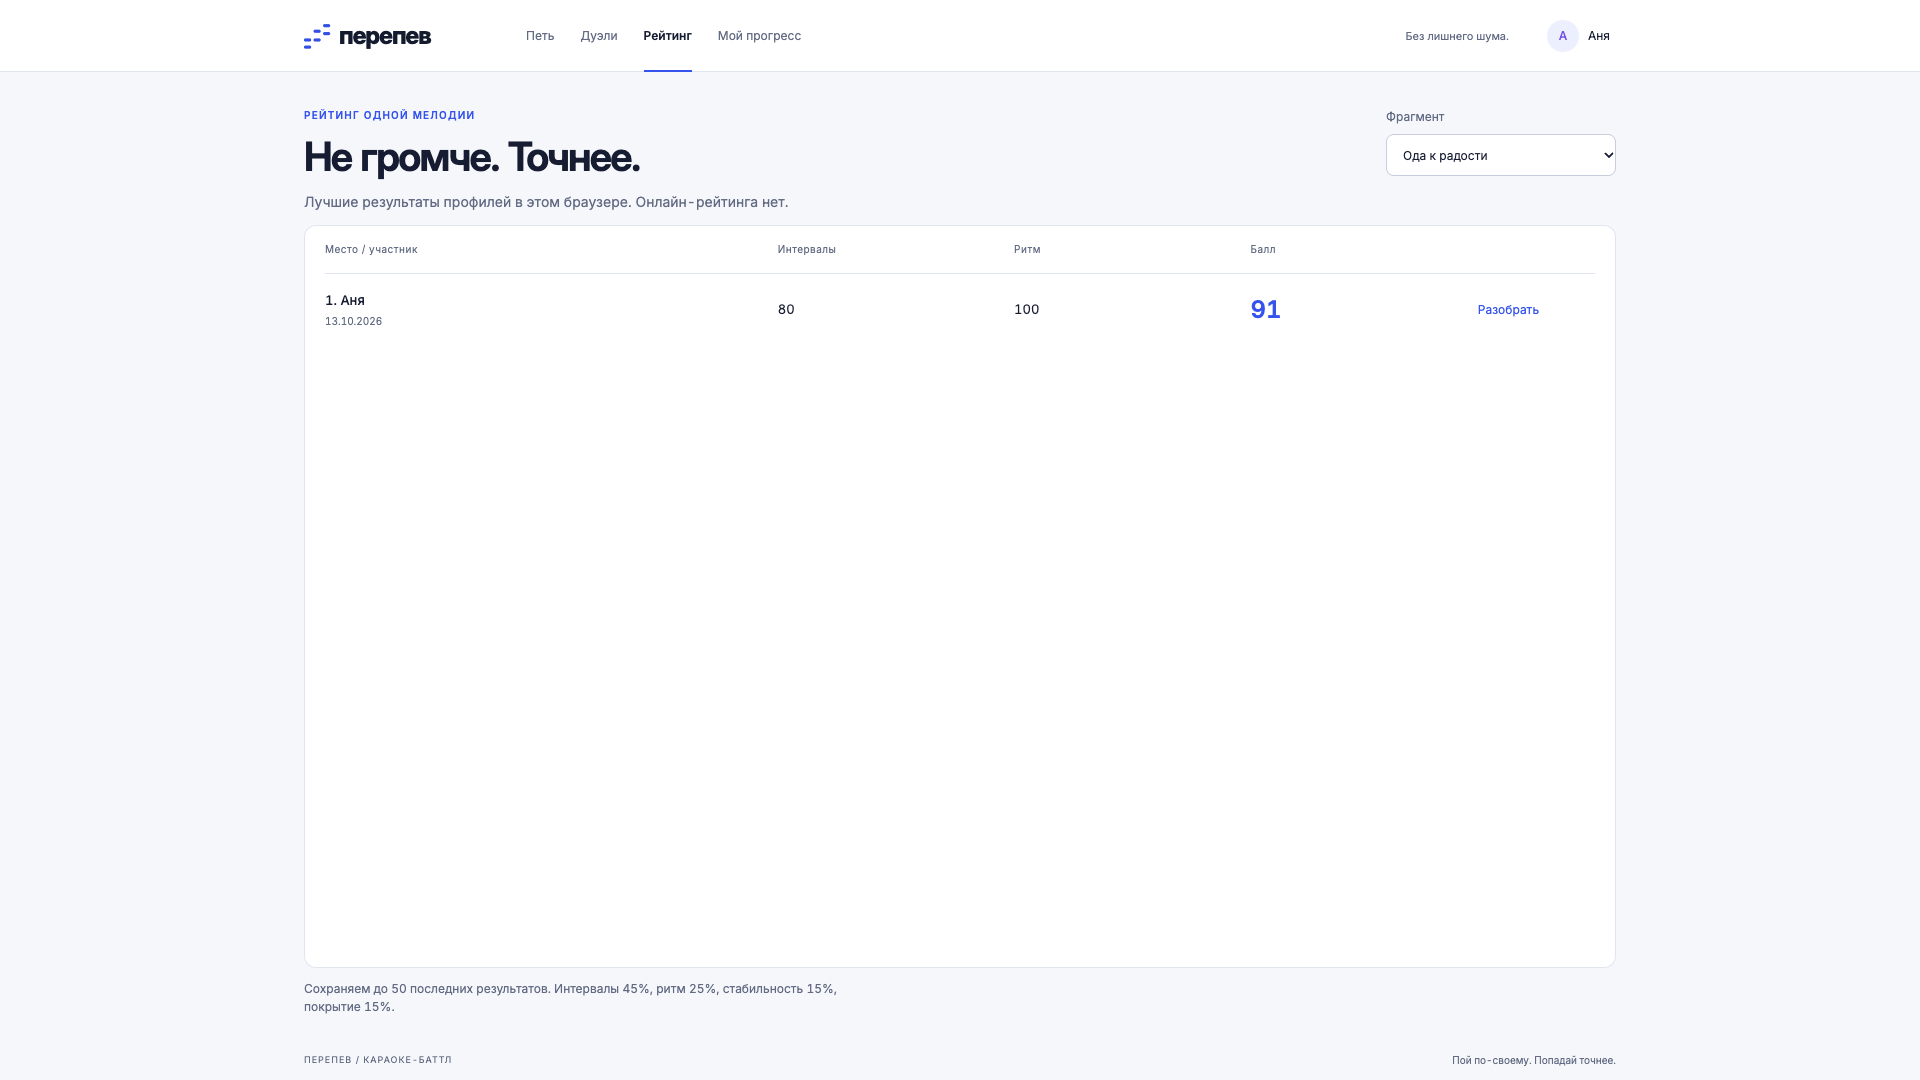 перепев
Петь
Дуэли
Рейтинг
Мой прогресс
Без лишнего шума.
А
Аня
РЕЙТИНГ ОДНОЙ МЕЛОДИИ
Не громче. Точнее.
Лучшие результаты профилей в этом браузере. Онлайн-рейтинга нет.
Фрагмент
Ода к радости
Место / участник
Интервалы
Ритм
Балл
1. Аня
13.10.2026
80
100
91
Разобрать
Сохраняем до 50 последних результатов. Интервалы 45%, ритм 25%, стабильность 15%,
покрытие 15%.
ПЕРЕПЕВ / КАРАОКЕ-БАТТЛ
Пой по-своему. Попадай точнее.